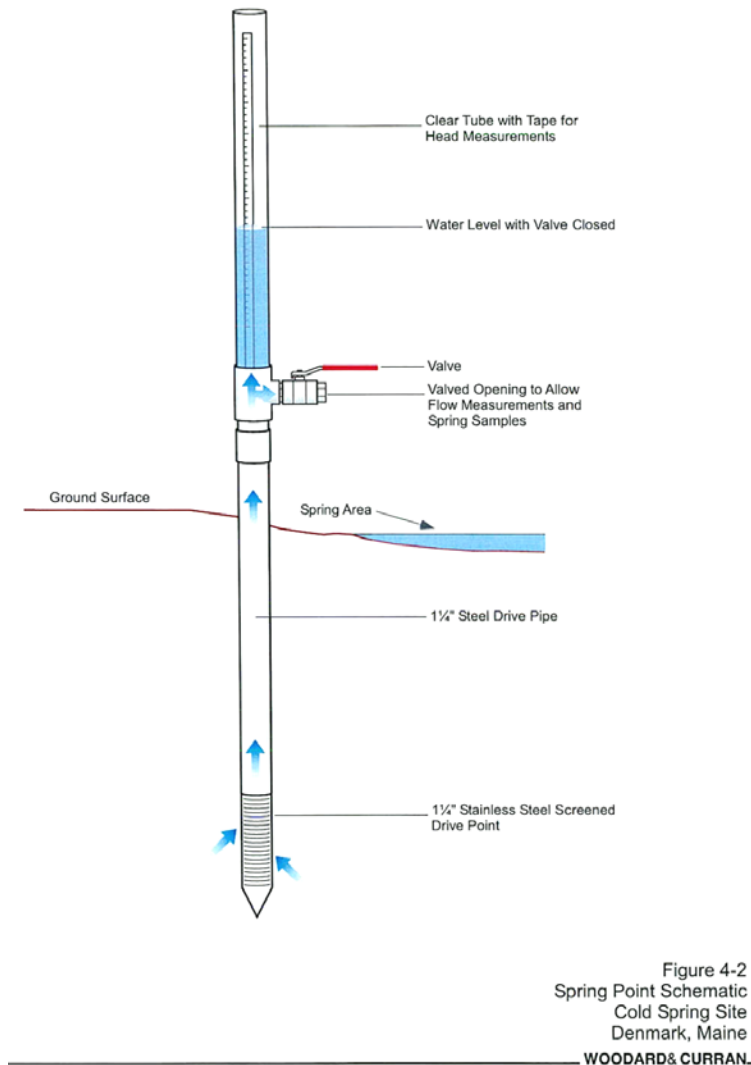 Clear Tube with Tape for
Head Measurements
Water Level with Valve Closed
Valve
Valved Opening to Allow
Flow Measurements and
Spring Samples
Ground Surface
Spring Area
1¼" Steel Drive Pipe
1¼" Stainless Steel Screened
Drive Point
Figure 4-2
Spring Point Schematic
Cold Spring Site
Denmark, Maine
WOODARD& CURRAN